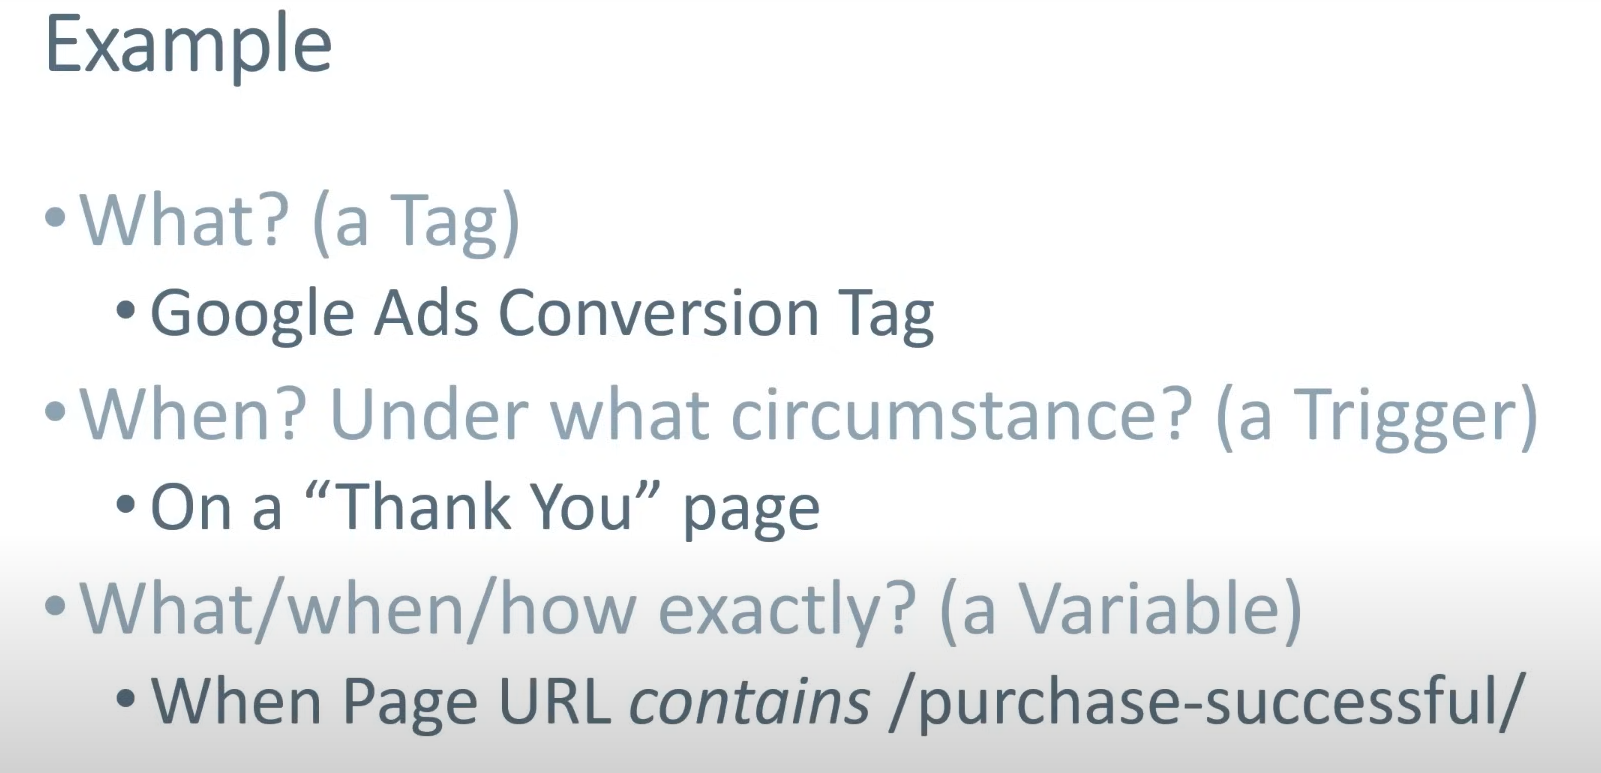 Example
• What? (a Tag)
• Google Ads Conversion Tag
• When? Under what circumstance? (a Trigger)
• On a “Thank You” page
• What/when/how exactly? (a Variable)
• When Page URL contains /purchase-successful/